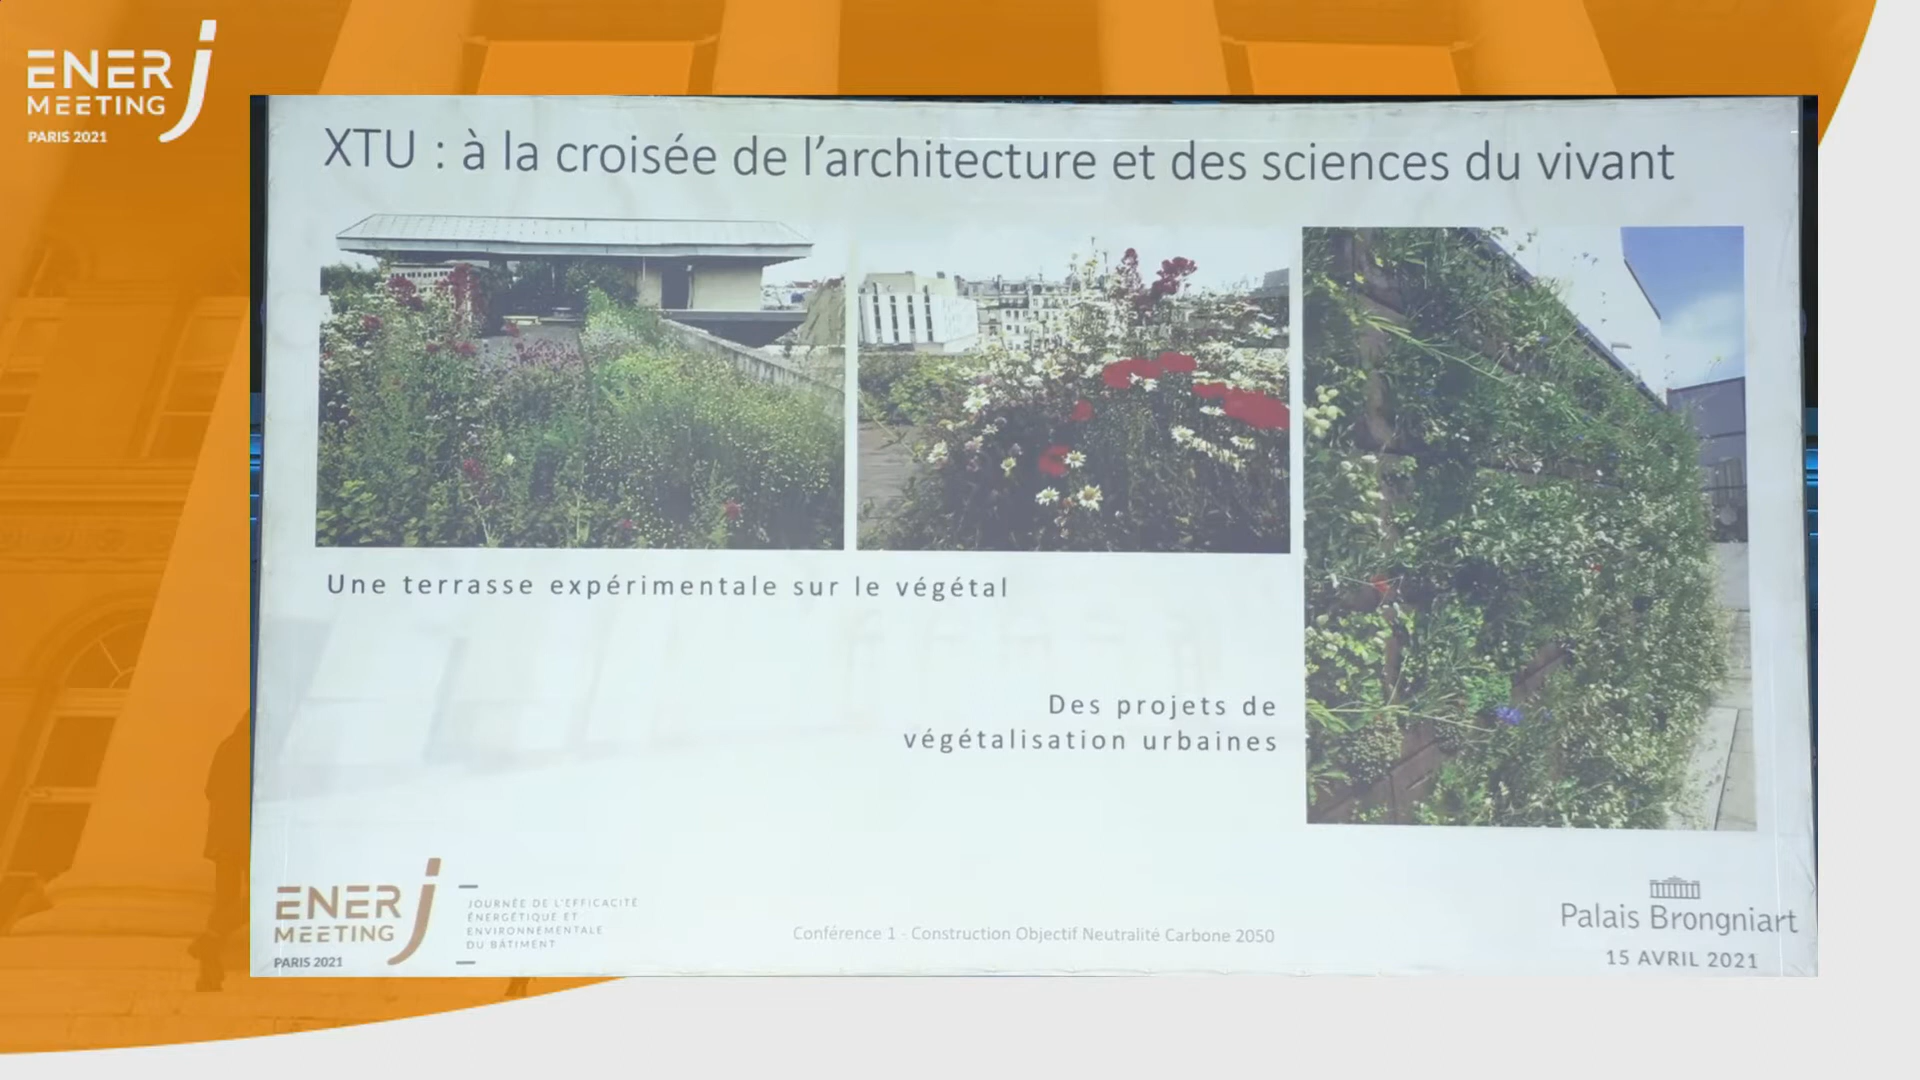 ENERJ
MEETING
PARIS 2021
XTU : à la croisée de l'architecture et des sciences du vivant
Une terrasse expérimentale sur le végétal
Des projets de
végétalisation urbaines
ENERJ
MEETING
PARIS 2021
JOURNÉE DE L'EFFICACITÉ
ÉNERGÉTIQUE ET
ENVIRONNEMENTALE
DU BÂTIMENT
Conférence 1 - Construction Objectif Neutralité Carbone 2050
Palais Brongniart
15 AVRIL 2021